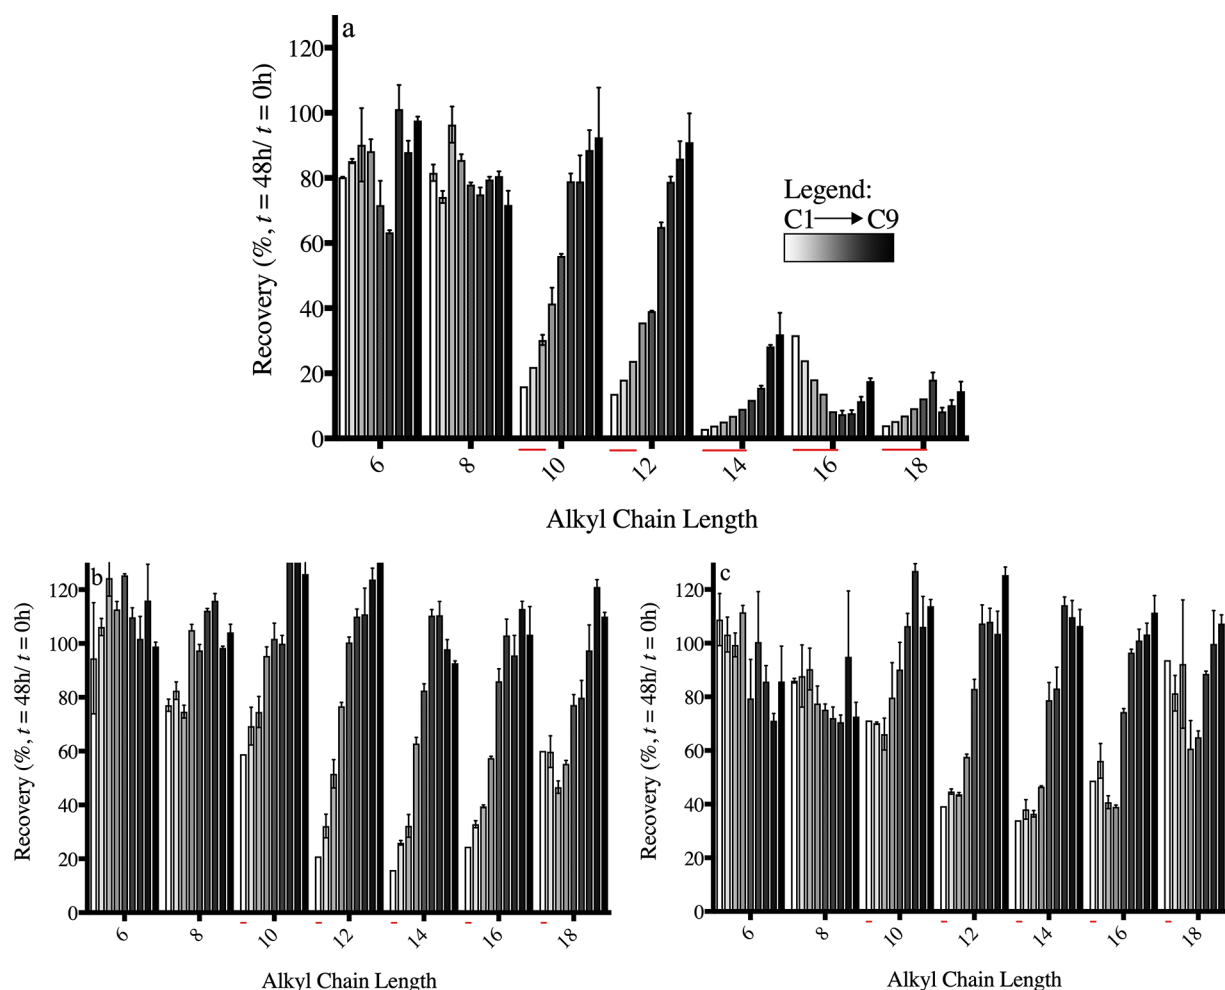 a
Recovery (%, t = 48h/ t = 0h)
120
100
80
60
40
20
0
Legend:
C1 → C9
6 8 10 12 14 16 18
Alkyl Chain Length
b
Recovery (%, t = 48h/ t = 0h)
120
100
80
60
40
20
0
6 8 10 12 14 16 18
Alkyl Chain Length
c
Recovery (%, t = 48h/ t = 0h)
120
100
80
60
40
20
0
6 8 10 12 14 16 18
Alkyl Chain Length